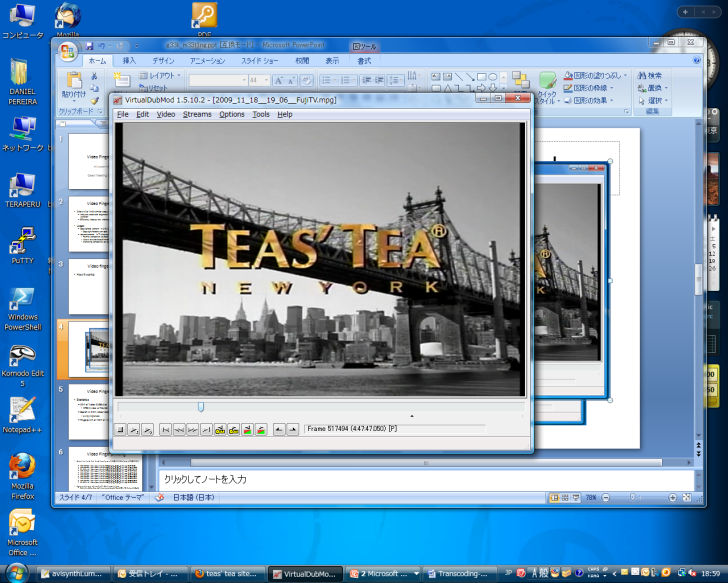 コンピュータ
Mozilla
PDF
DANIEL
PEREIRA
ネットワーク
TERAPERU
PuTTY
Windows
PowerShell
Komodo Edit
5
Notepad++
Mozilla
Firefox
Microsoft
Office ...
Microsoft PowerPoint
ツール
ホーム 挿入 デザイン アニメーション スライド ショー 校閲 表示 書式
貼り付け
レイアウト
リセット
クリップボード
44
クイック
スタイル
図形の塗りつぶし
図形の枠線
図形の効果
検索
置換
選択
編集
VirtualDubMod 1.5.10.2 - [2009_11_18__19_06__FujiTV.mpg]
File Edit Video Streams Options Tools Help
TEAS' TEA®
NEW YORK
Frame 517494 (4:47:47.050) [P]
1
2
3
4
5
6
クリックしてノートを入力
スライド 4/7 "Office テーマ" 日本語 (日本) 78%
avisynthLum... 受信トレイ - ... teas' tea site... VirtualDubMo... 2 Microsoft ... Transcoding-... JP 18:59